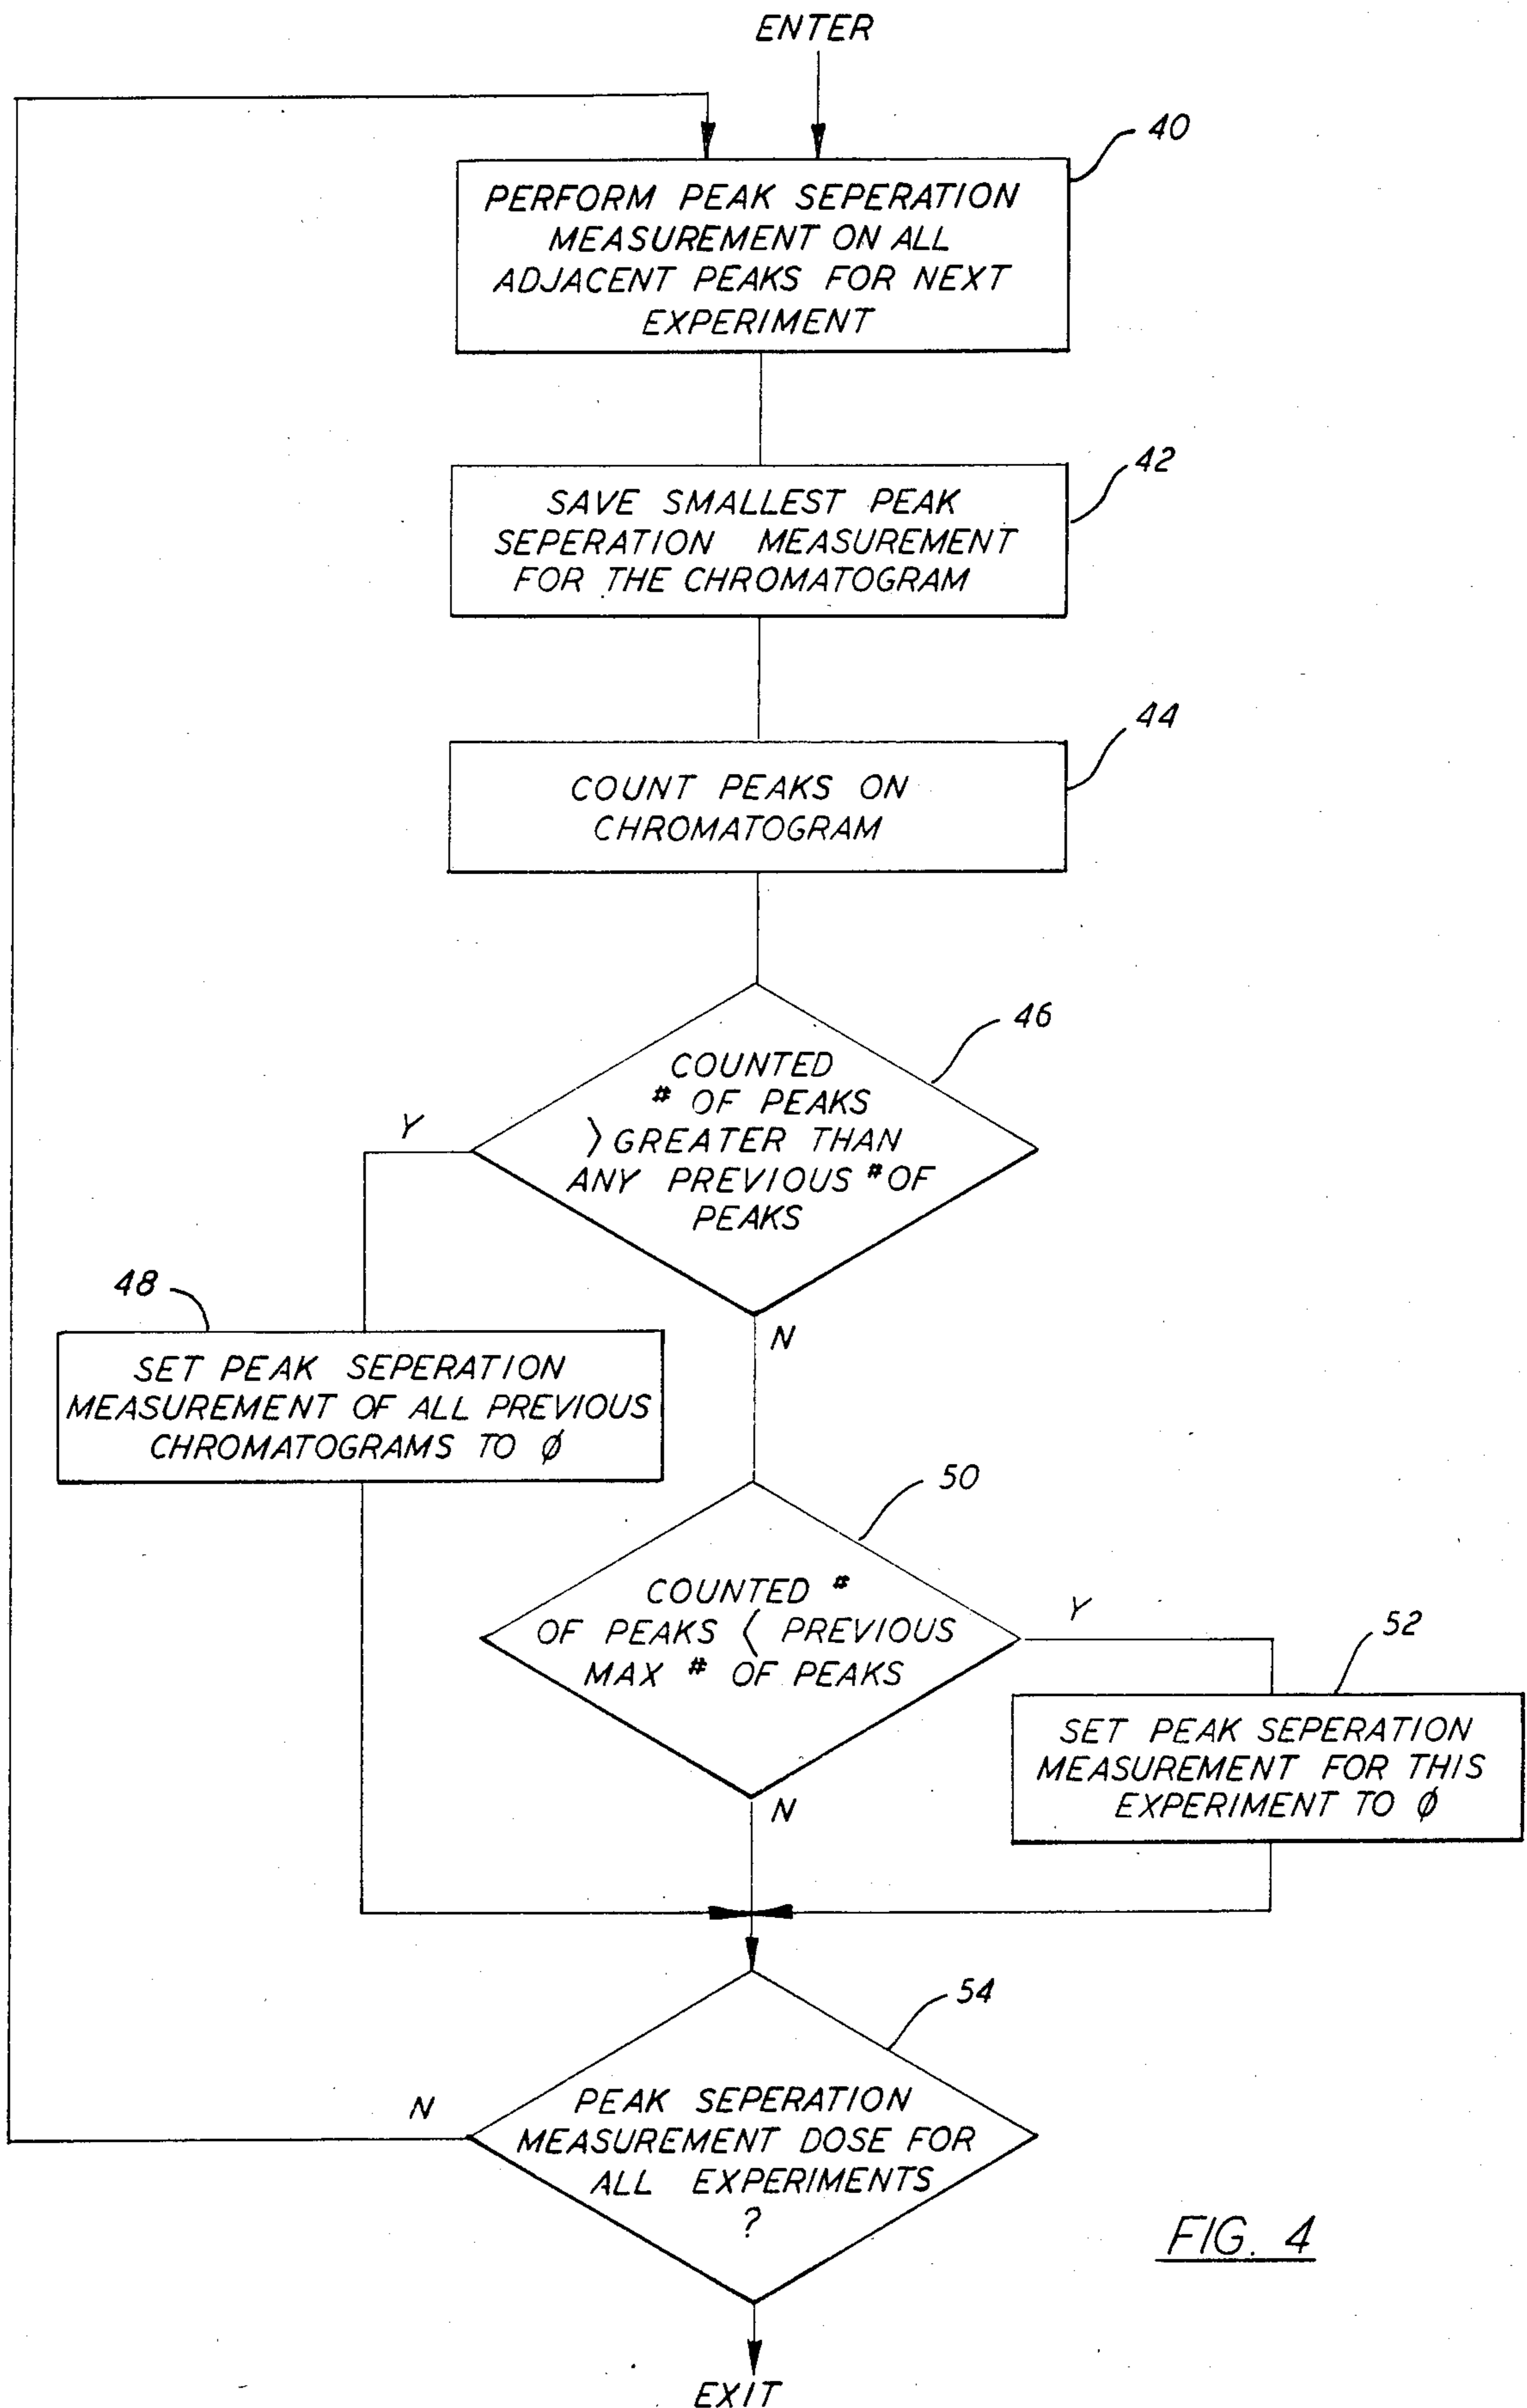 ENTER
40
PERFORM PEAK SEPERATION
MEASUREMENT ON ALL
ADJACENT PEAKS FOR NEXT
EXPERIMENT
42
SAVE SMALLEST PEAK
SEPERATION MEASUREMENT
FOR THE CHROMATOGRAM
44
COUNT PEAKS ON
CHROMATOGRAM
46
COUNTED
# OF PEAKS
> GREATER THAN
ANY PREVIOUS # OF
PEAKS
Y
N
48
SET PEAK SEPERATION
MEASUREMENT OF ALL PREVIOUS
CHROMATOGRAMS TO ϕ
50
COUNTED #
OF PEAKS < PREVIOUS
MAX # OF PEAKS
Y
N
52
SET PEAK SEPERATION
MEASUREMENT FOR THIS
EXPERIMENT TO ϕ
54
PEAK SEPERATION
MEASUREMENT DOSE FOR
ALL EXPERIMENTS
?
N
EXIT
FIG. 4